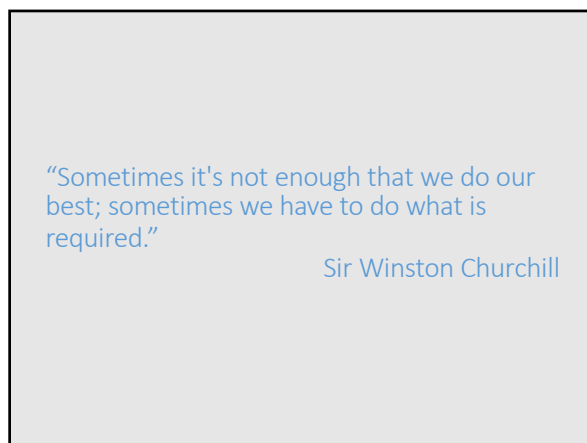 “Sometimes it's not enough that we do our
best; sometimes we have to do what is
required.”
Sir Winston Churchill